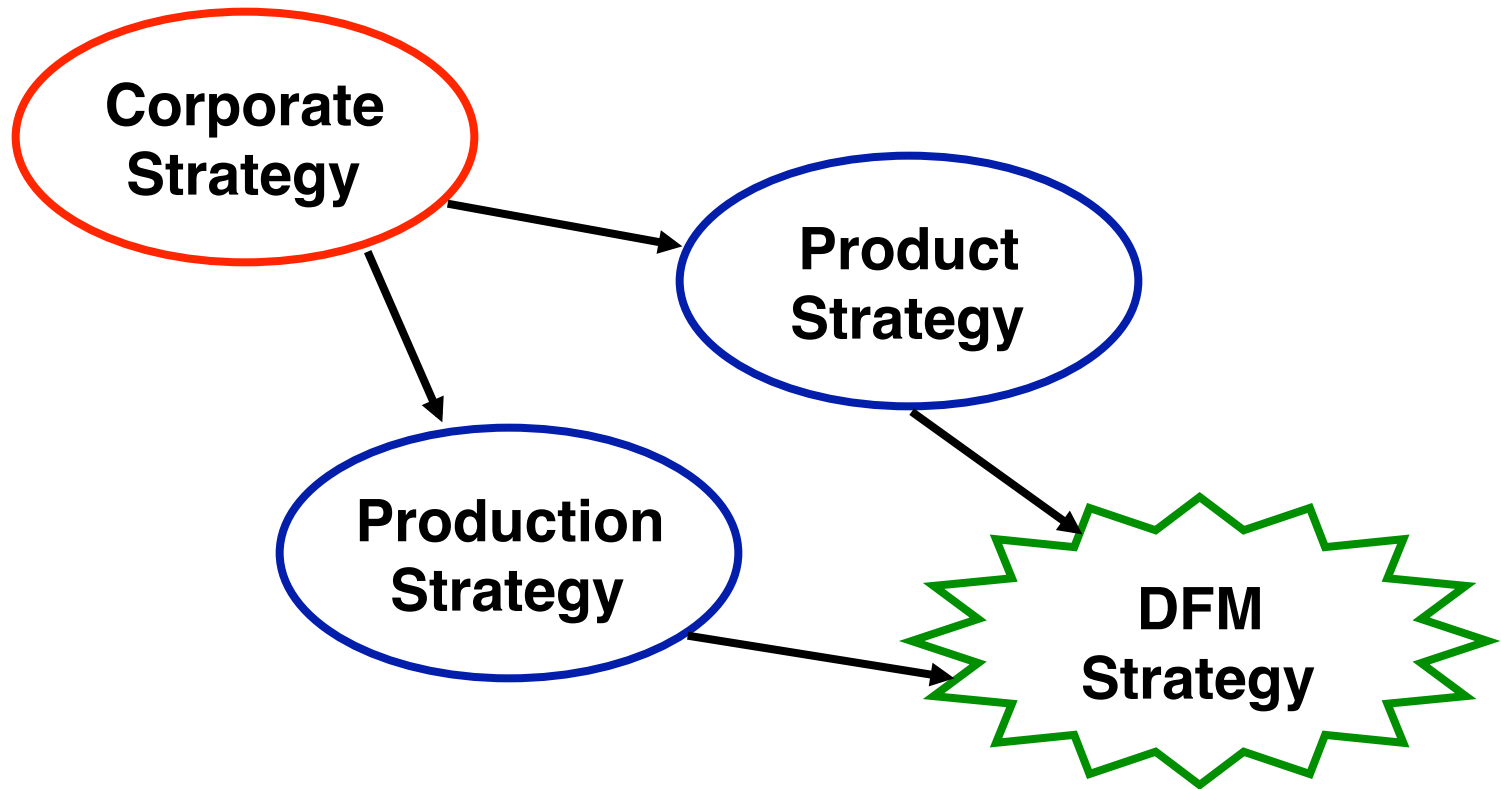 Corporate
Strategy
Product
Strategy
Production
Strategy
DFM
Strategy